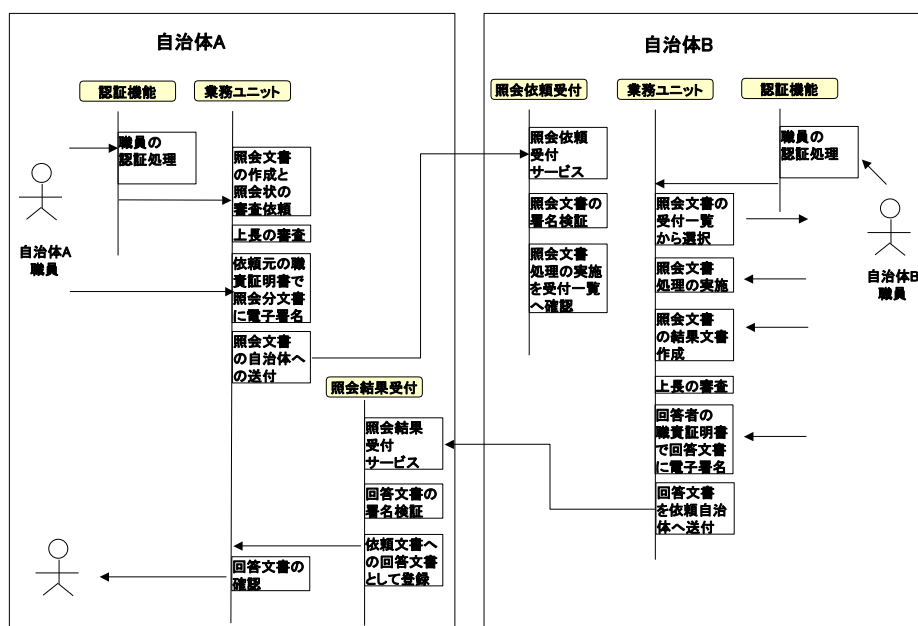 自治体A
認証機能
業務ユニット
職員の
認証処理
照会文書
の作成と
照会状の
審査依頼
上長の審査
自治体A
職員
依頼元の職
責証明書で
照会分文書
に電子署名
照会文書
の自治体へ
の送付
照会結果受付
照会結果
受付
サービス
回答文書の
署名検証
依頼文書へ
の回答文書
として登録
回答文書の
確認
自治体B
照会依頼受付
業務ユニット
認証機能
照会依頼
受付
サービス
職員の
認証処理
照会文書の
署名検証
照会文書の
受付一覧
から選択
照会文書
処理の実施
を受付一覧
へ確認
照会文書
処理の実施
自治体B
職員
照会文書
の結果文書
作成
上長の審査
回答者の
職責証明書
で回答文書
に電子署名
回答文書
を依頼自治
体へ送付